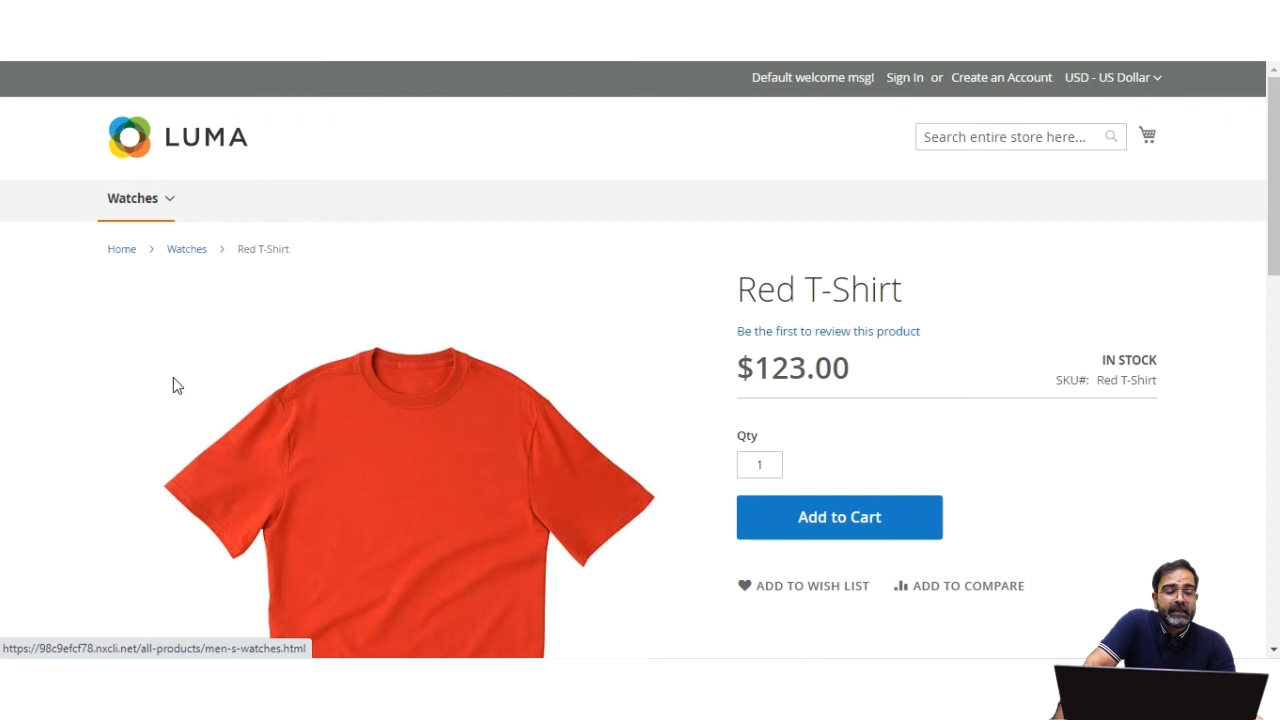 Default welcome msg! Sign In or Create an Account USD - US Dollar
LUMA
Search entire store here...
Watches
Home > Watches > Red T-Shirt
Red T-Shirt
Be the first to review this product
$123.00
IN STOCK
SKU#: Red T-Shirt
Qty
1
Add to Cart
ADD TO WISH LIST
ADD TO COMPARE
https://98c9efcf78.nxcli.net/all-products/men-s-watches.html